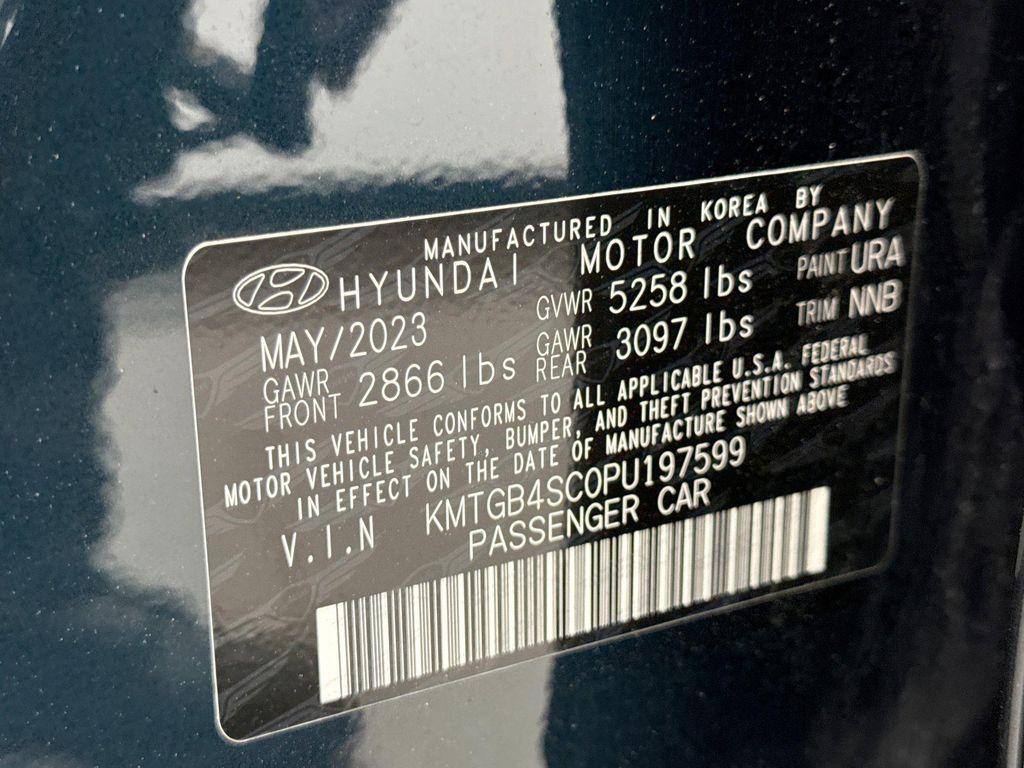 MANUFACTURED IN KOREA BY
HYUNDAI MOTOR COMPANY
MAY/2023 GVWR 5258 lbs PAINT URA
GAWR FRONT 2866 lbs GAWR REAR 3097 lbs TRIM NNB
THIS VEHICLE CONFORMS TO ALL APPLICABLE U.S.A. FEDERAL
MOTOR VEHICLE SAFETY, BUMPER, AND THEFT PREVENTION STANDARDS
IN EFFECT ON THE DATE OF MANUFACTURE SHOWN ABOVE
V.I.N KMTGB4SC0PU197599
PASSENGER CAR